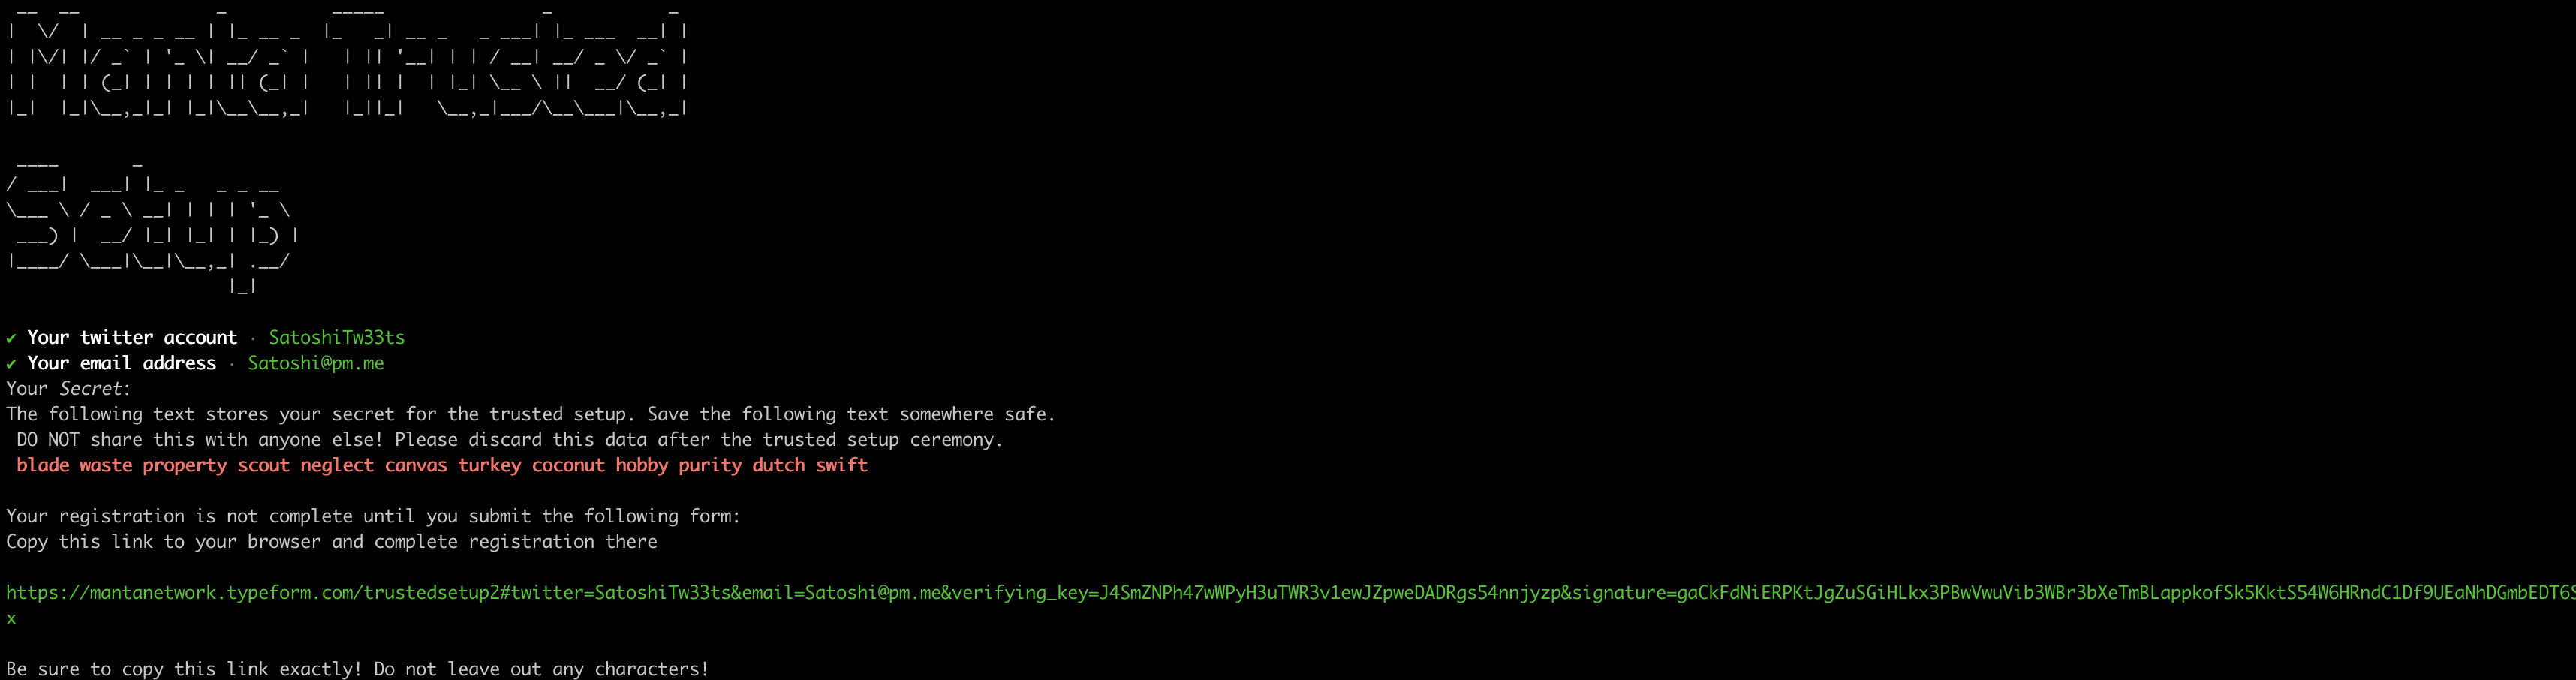 Manta Trusted
Setup
✔ Your twitter account · SatoshiTw33ts
✔ Your email address · Satoshi@pm.me
Your Secret:
The following text stores your secret for the trusted setup. Save the following text somewhere safe.
DO NOT share this with anyone else! Please discard this data after the trusted setup ceremony.
blade waste property scout neglect canvas turkey coconut hobby purity dutch swift
Your registration is not complete until you submit the following form:
Copy this link to your browser and complete registration there
https://mantanetwork.typeform.com/trustedsetup2#twitter=SatoshiTw33ts&email=Satoshi@pm.me&verifying_key=J4SmZNPh47wWPyH3uTWR3v1ewJZpweDADRgs54nnjyzp&signature=gaCkFdNiERPKtJgZuSGiHLkx3PBwVwuVib3WBr3bXeTmBLappkofSk5KktS54W6HRndC1Df9UEaNhDGmbEDT6S
x
Be sure to copy this link exactly! Do not leave out any characters!